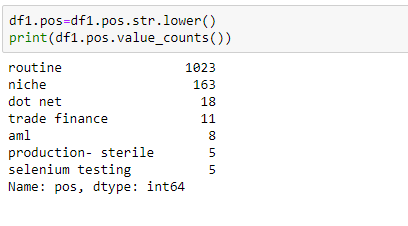 df1.pos=df1.pos.str.lower()
print(df1.pos.value_counts())
routine 1023
niche 163
dot net 18
trade finance 11
aml 8
production- sterile 5
selenium testing 5
Name: pos, dtype: int64